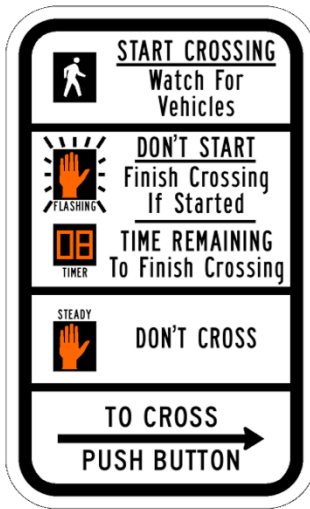 START CROSSING
Watch For
Vehicles
DON'T START
FLASHING
Finish Crossing
If Started
08
TIMER
TIME REMAINING
To Finish Crossing
STEADY
DON'T CROSS
TO CROSS
PUSH BUTTON